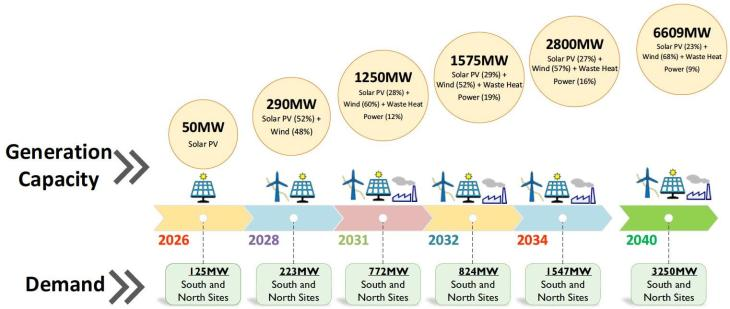 Generation
Capacity
50MW
Solar PV
290MW
Solar PV (52%) +
Wind (48%)
1250MW
Solar PV (28%) +
Wind (60%) + Waste Heat
Power (12%)
1575MW
Solar PV (29%) +
Wind (52%) + Waste Heat
Power (19%)
2800MW
Solar PV (27%) +
Wind (57%) + Waste Heat
Power (16%)
6609MW
Solar PV (23%) +
Wind (68%) + Waste Heat
Power (9%)
2026
2028
2031
2032
2034
2040
Demand
125MW
South and
North Sites
223MW
South and
North Sites
772MW
South and
North Sites
824MW
South and
North Sites
1547MW
South and
North Sites
3250MW
South and
North Sites